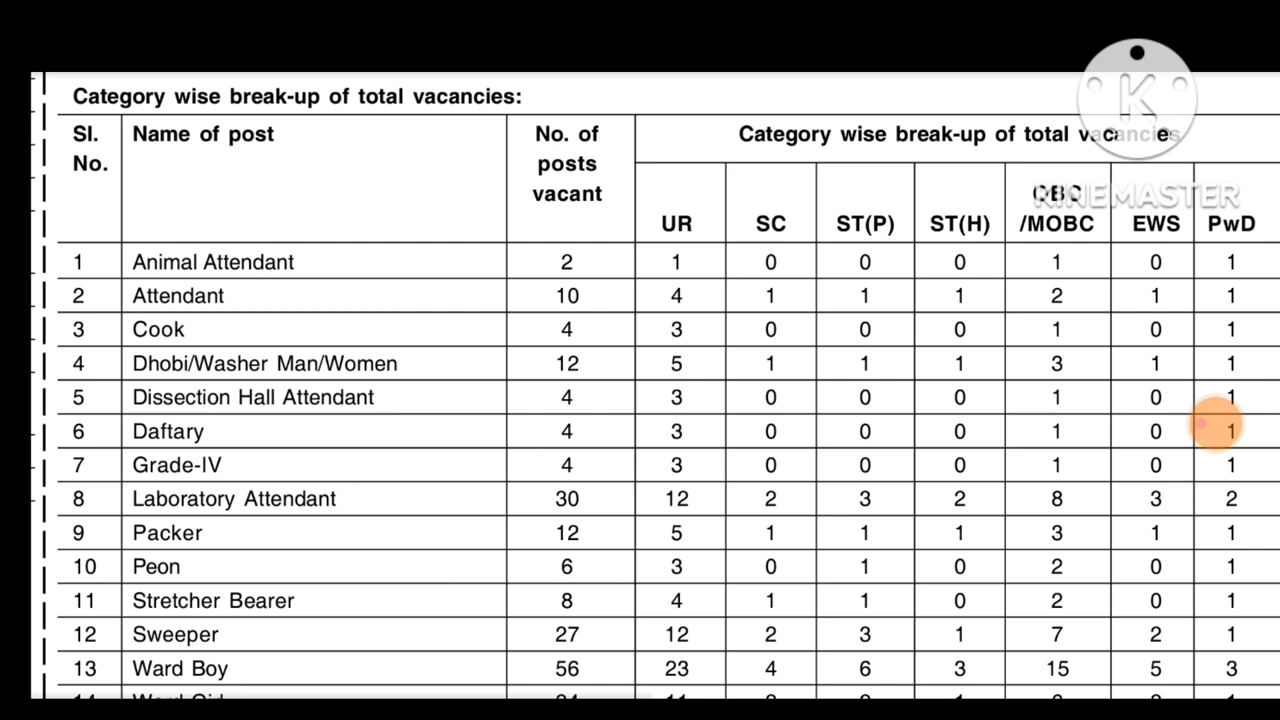 Category wise break-up of total vacancies:
Sl. No. Name of post No. of posts vacant Category wise break-up of total vacancies
UR SC ST(P) ST(H) OBC /MOBC EWS PwD
KINEMASTER
1 Animal Attendant 2 1 0 0 0 1 0 1
2 Attendant 10 4 1 1 1 2 1 1
3 Cook 4 3 0 0 0 1 0 1
4 Dhobi/Washer Man/Women 12 5 1 1 1 3 1 1
5 Dissection Hall Attendant 4 3 0 0 0 1 0 1
6 Daftary 4 3 0 0 0 1 0 1
7 Grade-IV 4 3 0 0 0 1 0 1
8 Laboratory Attendant 30 12 2 3 2 8 3 2
9 Packer 12 5 1 1 1 3 1 1
10 Peon 6 3 0 1 0 2 0 1
11 Stretcher Bearer 8 4 1 1 0 2 0 1
12 Sweeper 27 12 2 3 1 7 2 1
13 Ward Boy 56 23 4 6 3 15 5 3